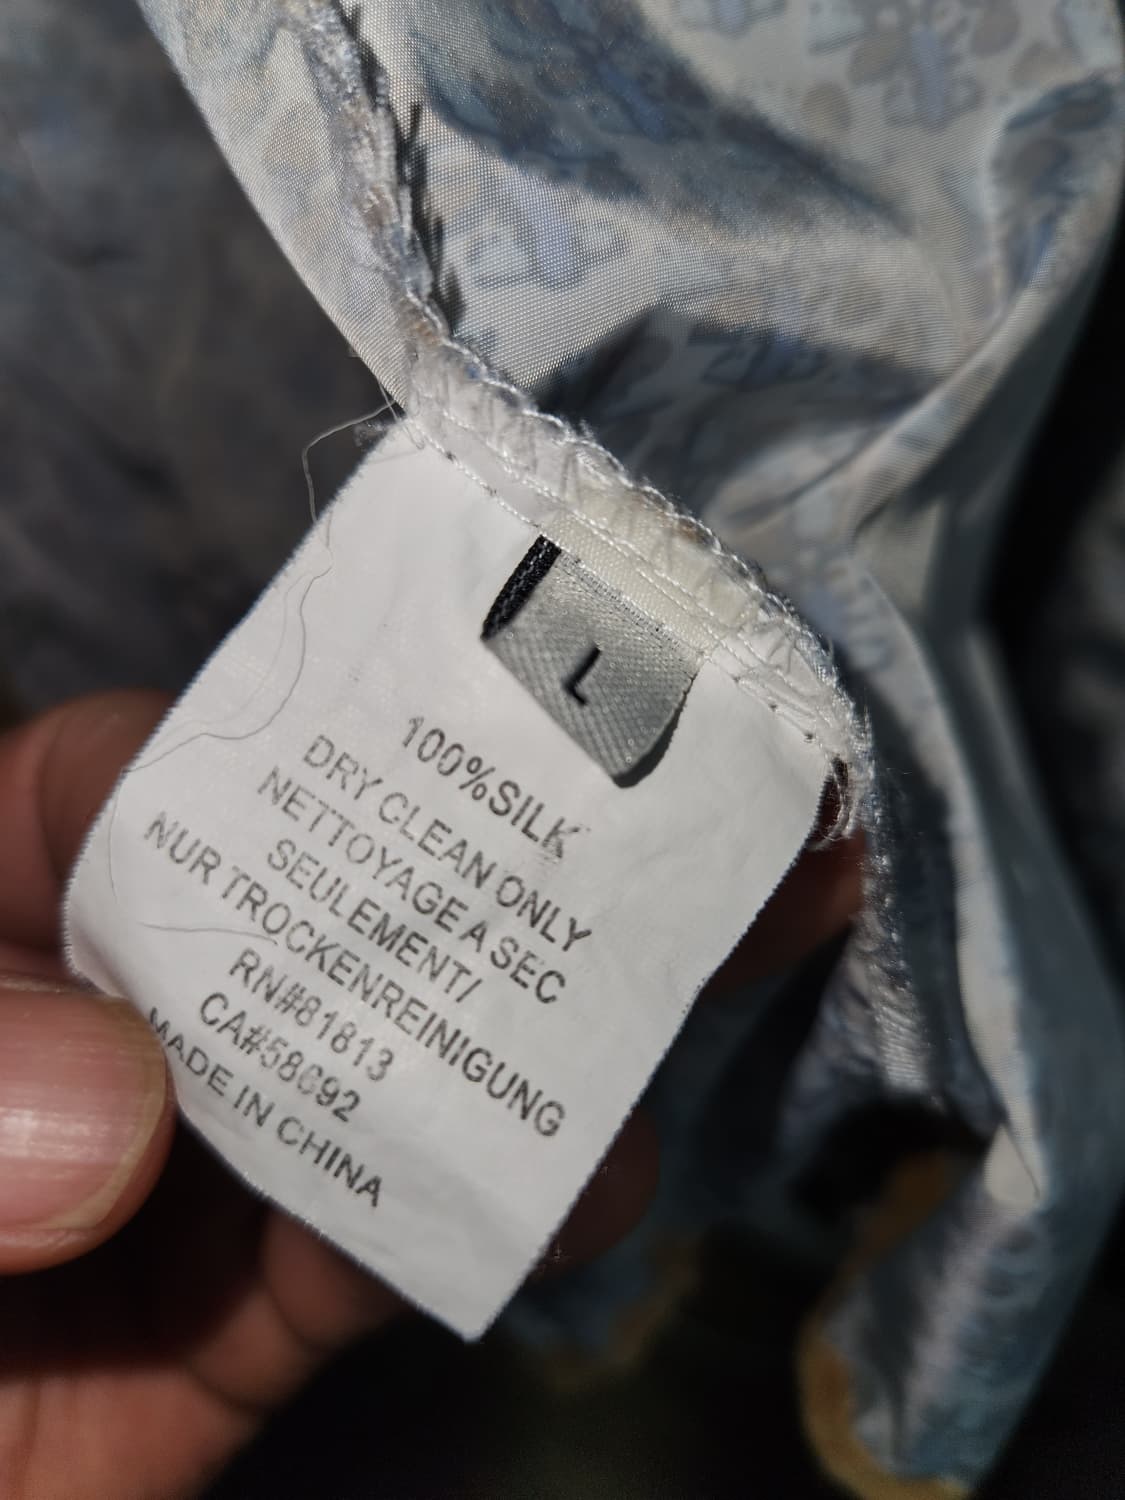 L
100%SILK
DRY CLEAN ONLY
NETTOYAGE A SEC
SEULEMENT/
NUR TROCKENREINIGUNG
RN#81813
CA#58692
MADE IN CHINA